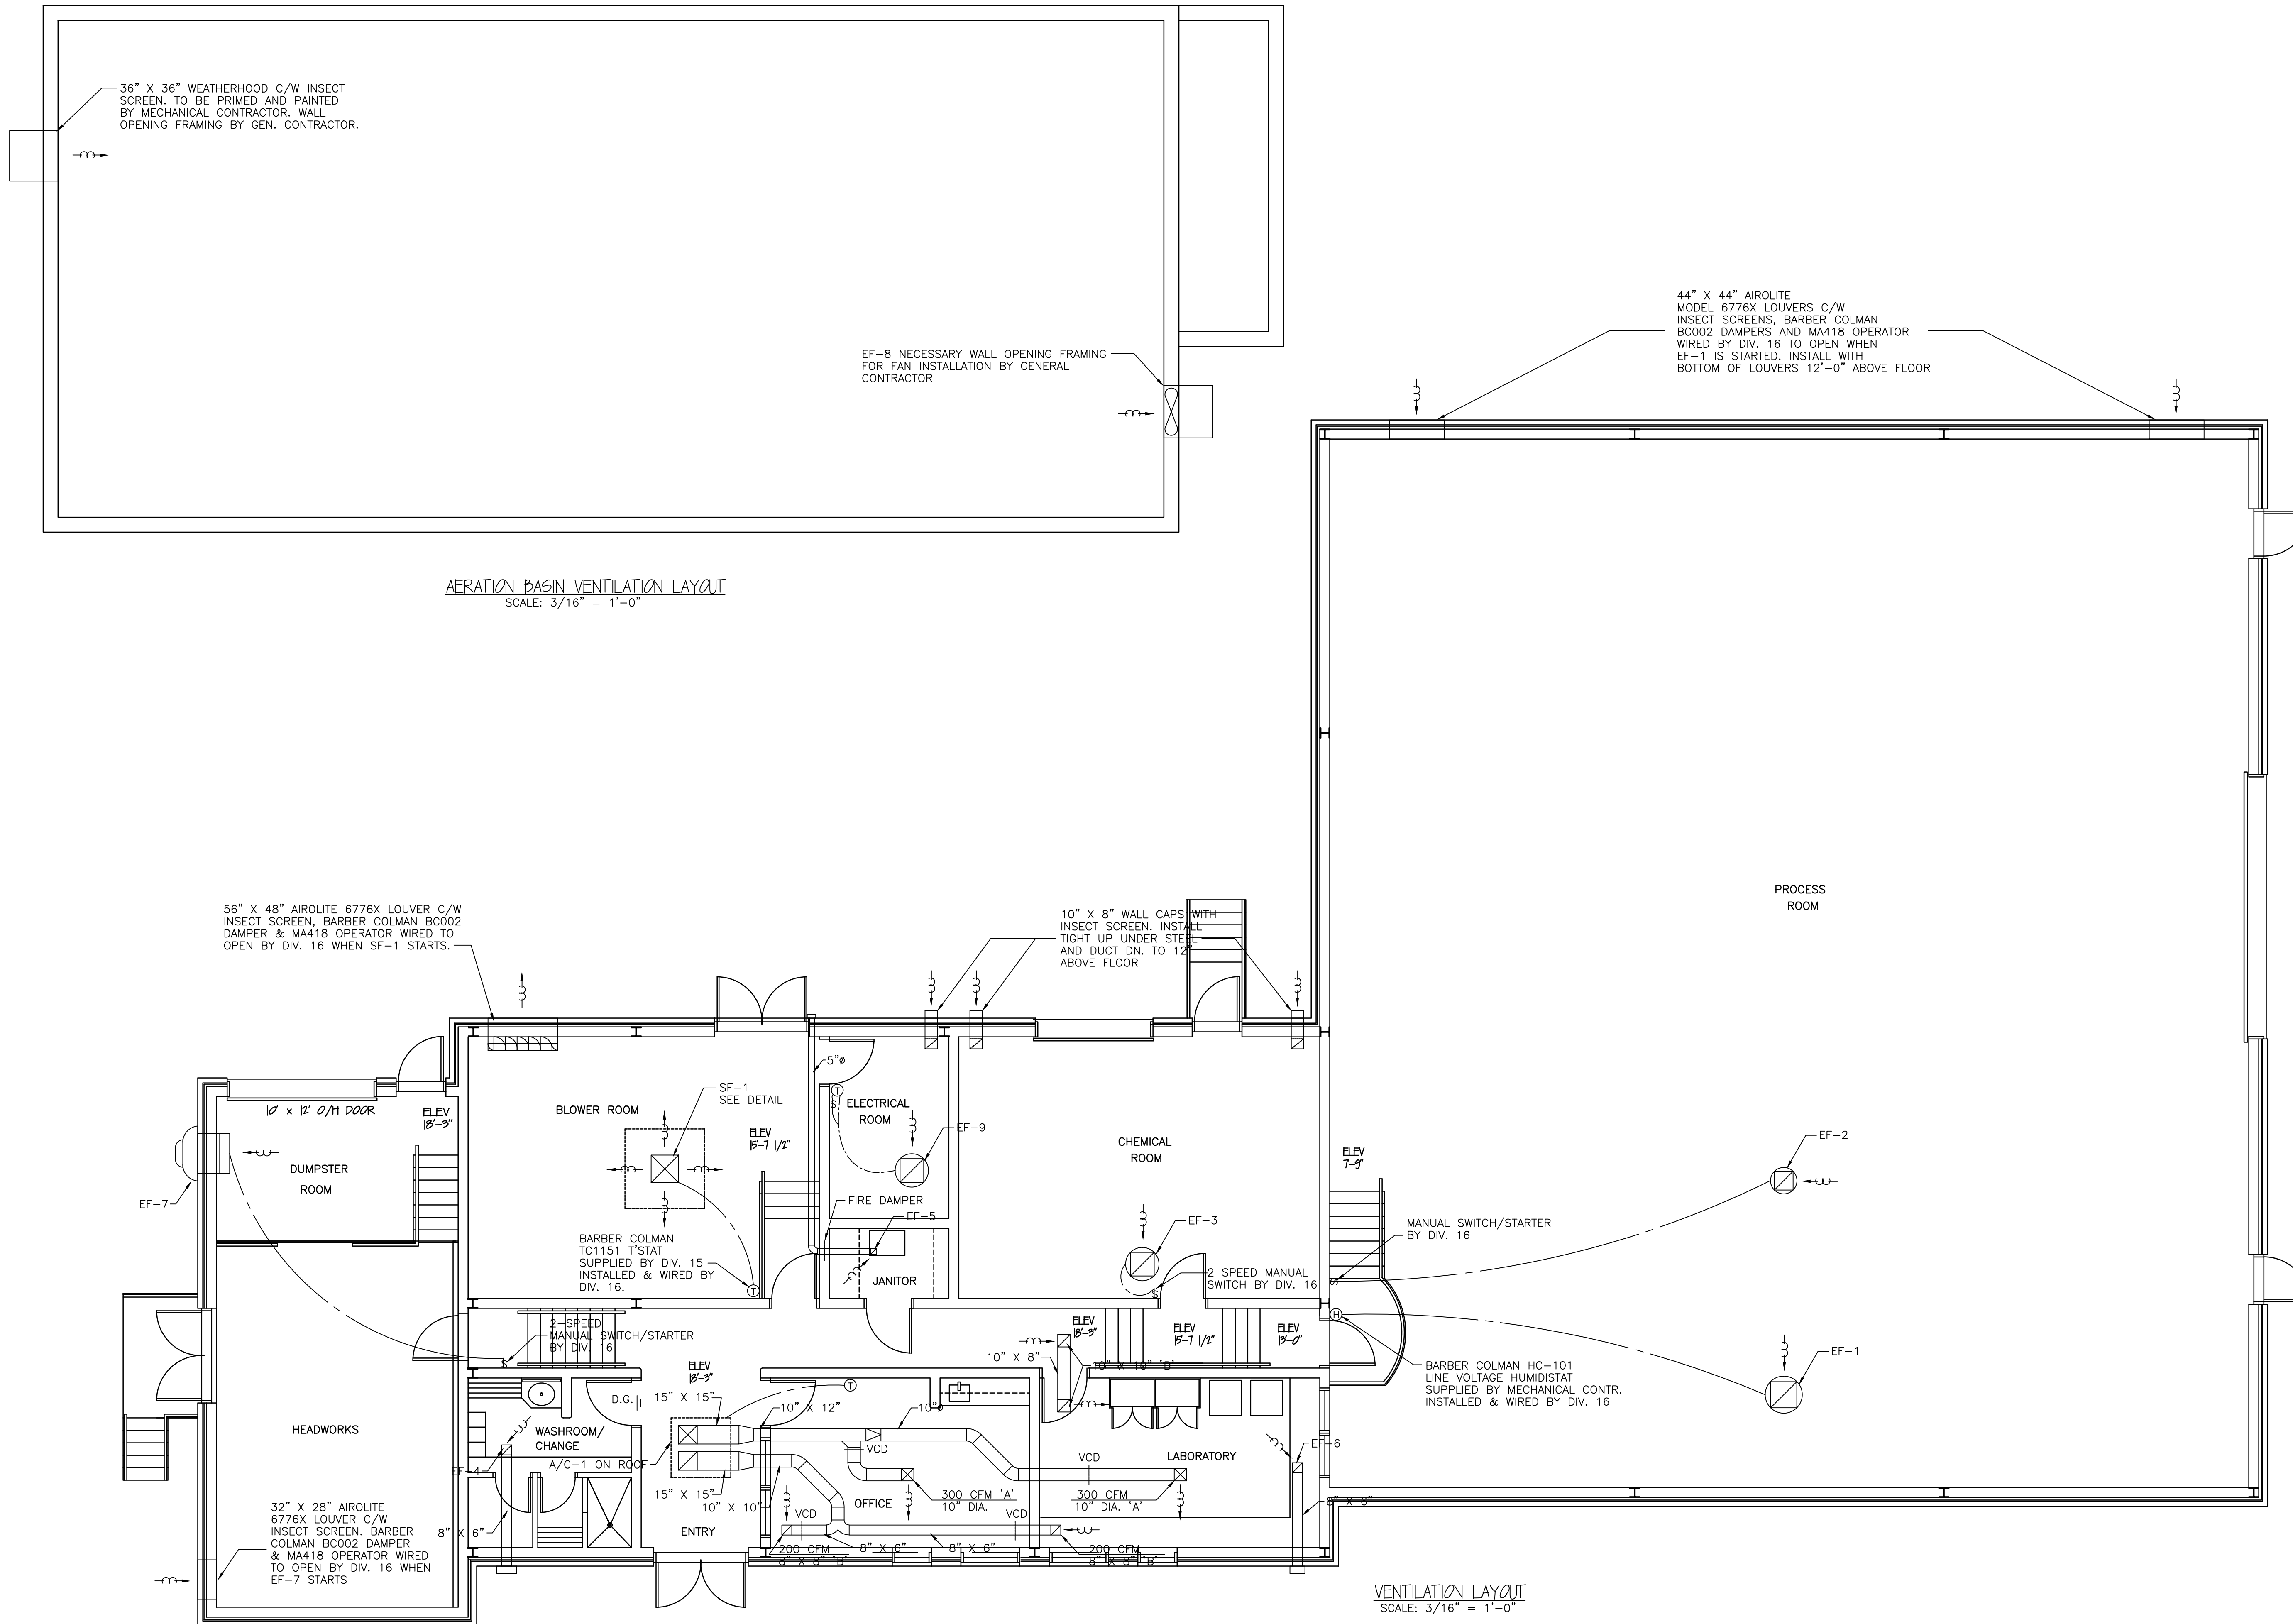 36” X 36” WEATHERHOOD C/W INSECT
SCREEN. TO BE PRIMED AND PAINTED
BY MECHANICAL CONTRACTOR. WALL
OPENING FRAMING BY GEN. CONTRACTOR.
EF-8 NECESSARY WALL OPENING FRAMING
FOR FAN INSTALLATION BY GENERAL
CONTRACTOR
44” X 44” AIROLITE
MODEL 6776X LOUVERS C/W
INSECT SCREENS, BARBER COLMAN
BC002 DAMPERS AND MA418 OPERATOR
WIRED BY DIV. 16 TO OPEN WHEN
EF-1 IS STARTED. INSTALL WITH
BOTTOM OF LOUVERS 12'-0” ABOVE FLOOR
AERATION BASIN VENTILATION LAYOUT
SCALE: 3/16” = 1'-0”
PROCESS
ROOM
56” X 48” AIROLITE 6776X LOUVER C/W
INSECT SCREEN, BARBER COLMAN BC002
DAMPER & MA418 OPERATOR WIRED TO
OPEN BY DIV. 16 WHEN SF-1 STARTS.
10” X 8” WALL CAPS WITH
INSECT SCREEN. INSTALL
TIGHT UP UNDER STEEL
AND DUCT DN. TO 12”
ABOVE FLOOR
5”ø
SF-1
SEE DETAIL
BLOWER ROOM
ELEV
15'-7 1/2”
T
S
ELECTRICAL
ROOM
EF-9
10' x 12' O/H DOOR
ELEV
18'-3”
DUMPSTER
ROOM
EF-7
CHEMICAL
ROOM
ELEV
7'-9”
EF-2
FIRE DAMPER
EF-5
EF-3
MANUAL SWITCH/STARTER
BY DIV. 16
S
BARBER COLMAN
TC1151 T'STAT
SUPPLIED BY DIV. 15
INSTALLED & WIRED BY
DIV. 16.
T
JANITOR
2 SPEED MANUAL
SWITCH BY DIV. 16
S
H
2-SPEED
MANUAL SWITCH/STARTER
BY DIV. 16
S
ELEV
18'-3”
ELEV
15'-7 1/2”
ELEV
13'-0”
10” X 8”
10” X 10” 'B'
EF-1
BARBER COLMAN HC-101
LINE VOLTAGE HUMIDISTAT
SUPPLIED BY MECHANICAL CONTR.
INSTALLED & WIRED BY DIV. 16
ELEV
18'-3”
D.G.
15” X 15”
T
10” X 12”
10”ø
HEADWORKS
WASHROOM/
CHANGE
EF-4
A/C-1 ON ROOF
VCD
VCD
LABORATORY
EF-6
15” X 15”
10” X 10”
OFFICE
300 CFM 'A'
10” DIA.
300 CFM
10” DIA. 'A'
8” X 6”
32” X 28” AIROLITE
6776X LOUVER C/W
INSECT SCREEN. BARBER
COLMAN BC002 DAMPER
& MA418 OPERATOR WIRED
TO OPEN BY DIV. 16 WHEN
EF-7 STARTS
8” X 6”
ENTRY
VCD
VCD
200 CFM
8” X 8” 'B'
8” X 6”
8” X 6”
200 CFM
8” X 8” 'B'
VENTILATION LAYOUT
SCALE: 3/16” = 1'-0”